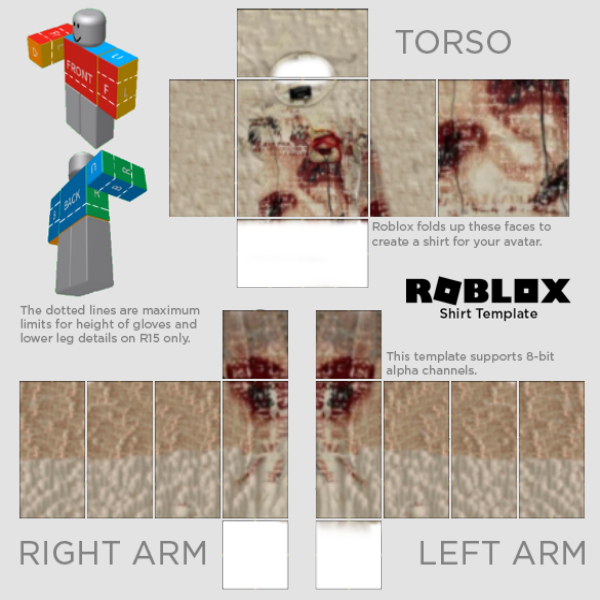 TORSO
FRONT
F
L
R
D
BACK
Roblox folds up these faces to
create a shirt for your avatar.
ROBLOX
Shirt Template
The dotted lines are maximum
limits for height of gloves and
lower leg details on R15 only.
This template supports 8-bit
alpha channels.
RIGHT ARM
LEFT ARM